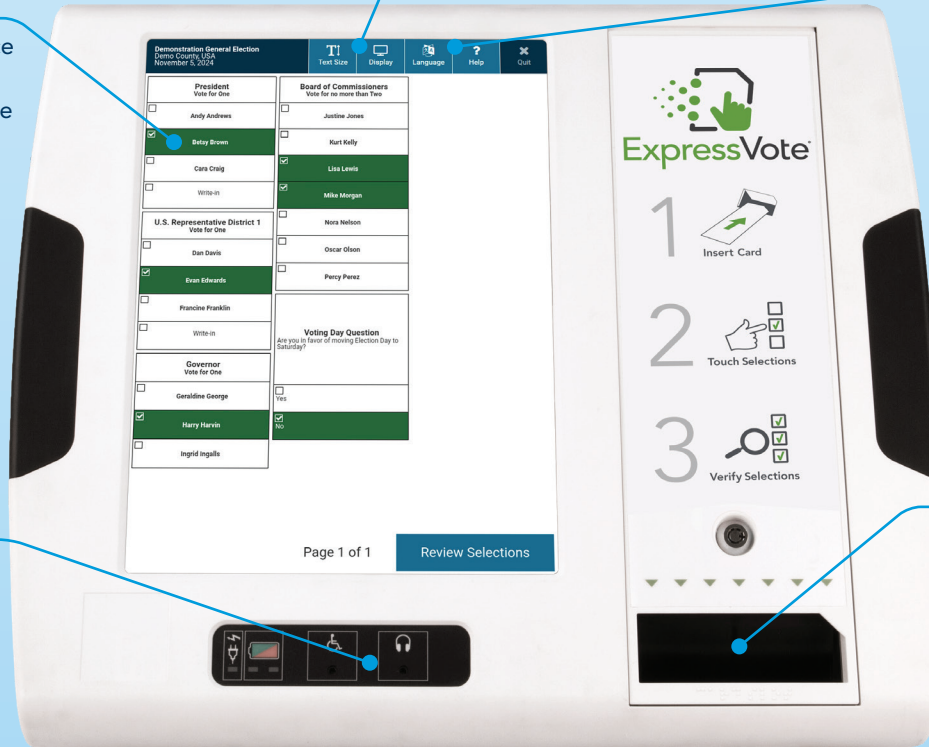 e
e
Demonstration General Election
Demo County, USA
November 5, 2024
Text Size
Display
Language
Help
Quit
President
Vote for One
Andy Andrews
Betsy Brown
Cara Craig
Write-in
U.S. Representative District 1
Vote for One
Dan Davis
Evan Edwards
Francine Franklin
Write-in
Governor
Vote for One
Geraldine George
Harry Harvin
Ingrid Ingalls
Board of Commissioners
Vote for no more than Two
Justine Jones
Kurt Kelly
Lisa Lewis
Mike Morgan
Nora Nelson
Oscar Olson
Percy Perez
Voting Day Question
Are you in favor of moving Election Day to
Saturday?
Yes
No
Page 1 of 1
Review Selections
ExpressVote
1
Insert Card
2
Touch Selections
3
Verify Selections